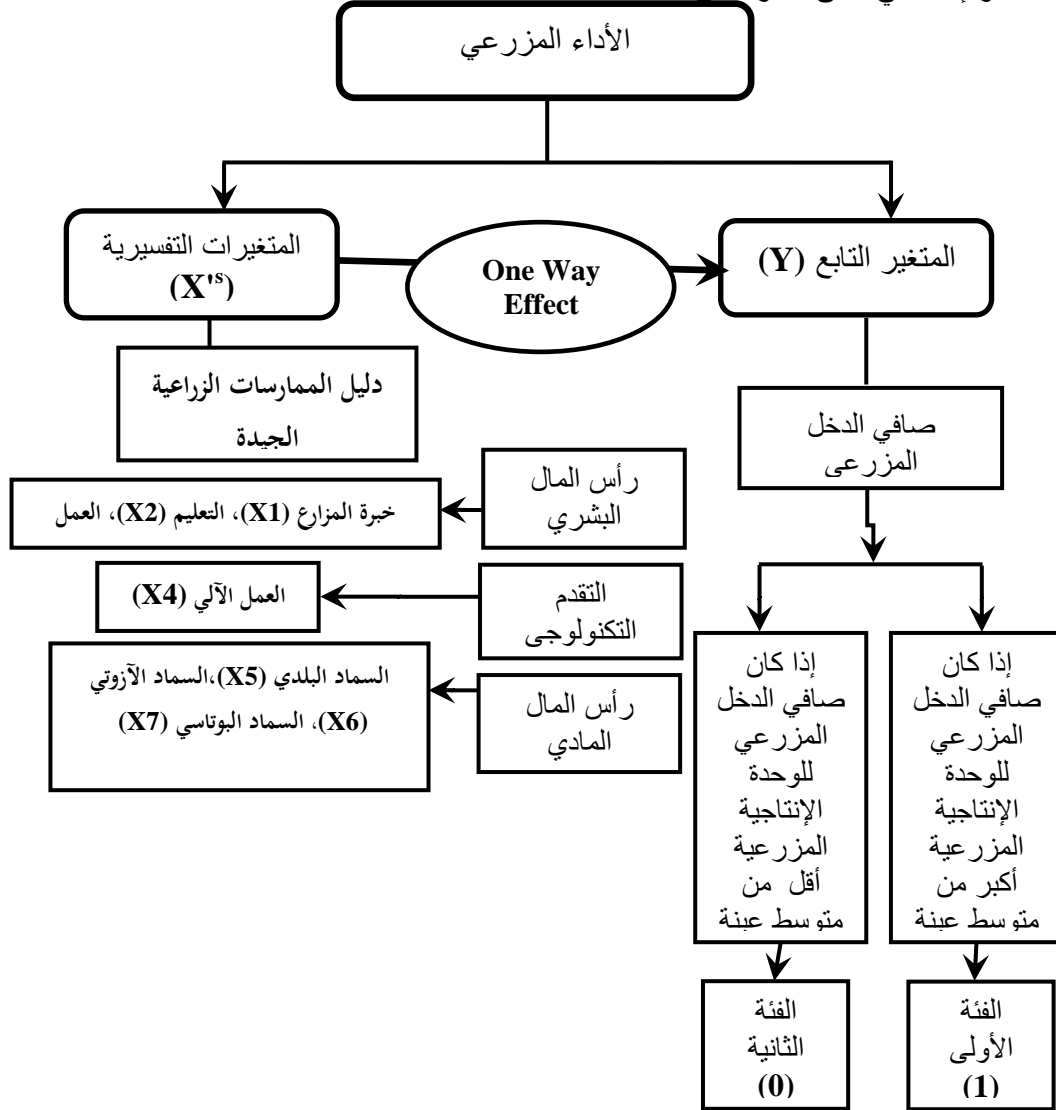 الأداء المزرعي
المتغيرات التفسيرية
(X'ˢ)
One Way
Effect
المتغير التابع (Y)
دليل الممارسات الزراعية
الجيدة
صافي الدخل
المزرعى
رأس المال
البشري
خبرة المزارع (X1)، التعليم (X2)، العمل
التقدم
التكنولوجى
العمل الآلي (X4)
رأس المال
المادي
السماد البلدي (X5)،السماد الآزوتي
(X6)، السماد البوتاسي (X7)
إذا كان
صافي الدخل
المزرعي
للوحدة
الإنتاجية
المزرعية
أكبر من
متوسط عينة
إذا كان
صافي الدخل
المزرعي
للوحدة
الإنتاجية
المزرعية
أقل من
متوسط عينة
الفئة
الأولى
(1)
الفئة
الثانية
(0)